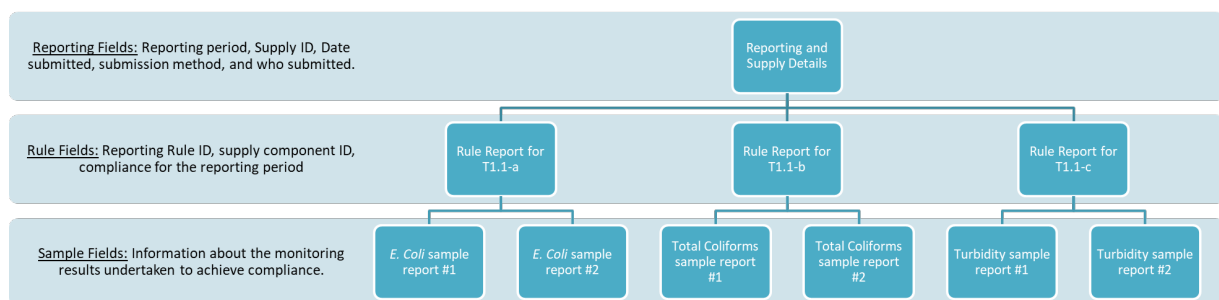 Reporting Fields: Reporting period, Supply ID, Date
submitted, submission method, and who submitted.
Reporting and
Supply Details
Rule Fields: Reporting Rule ID, supply component ID,
compliance for the reporting period
Rule Report for
T1.1-a
Rule Report for
T1.1-b
Rule Report for
T1.1-c
Sample Fields: Information about the monitoring
results undertaken to achieve compliance.
E. Coli sample
report #1
E. Coli sample
report #2
Total Coliforms
sample report
#1
Total Coliforms
sample report
#2
Turbidity sample
report #1
Turbidity sample
report #2